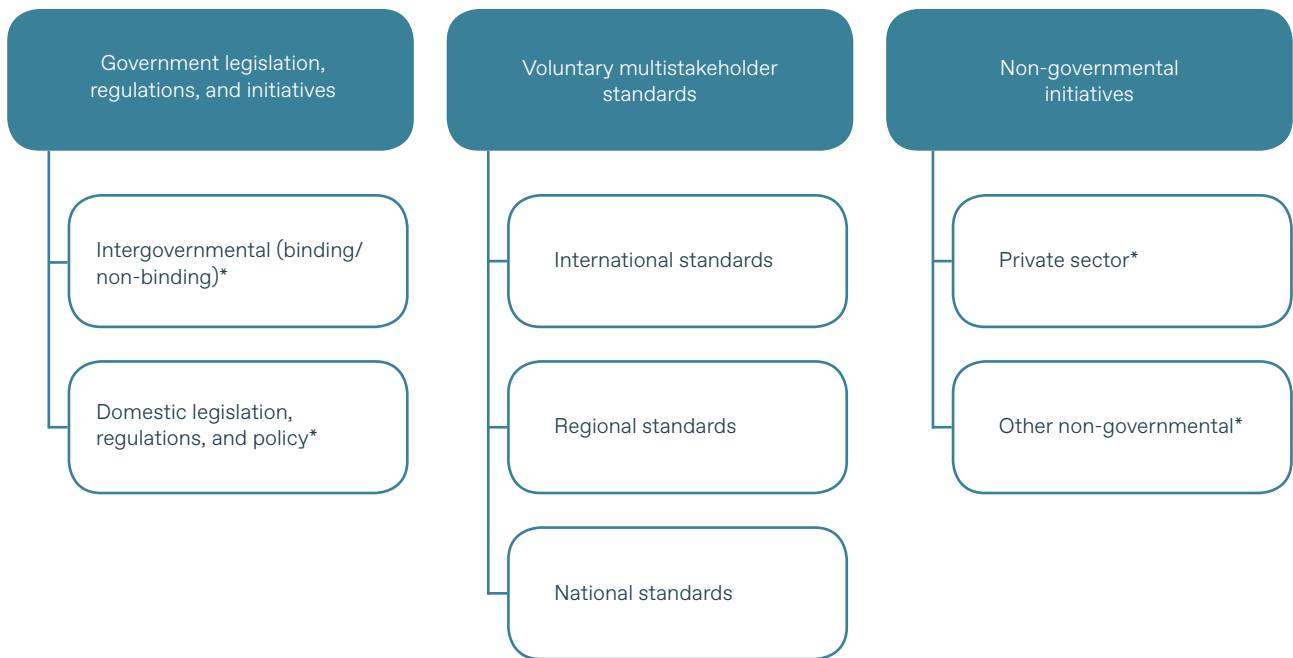 Government legislation,
regulations, and initiatives
Intergovernmental (binding/
non-binding)*
Domestic legislation,
regulations, and policy*
Voluntary multistakeholder
standards
International standards
Regional standards
National standards
Non-governmental
initiatives
Private sector*
Other non-governmental*